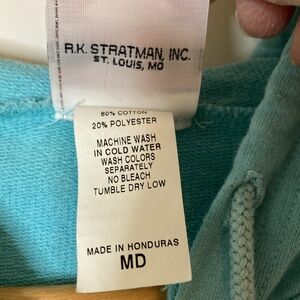 R.K. STRATMAN, INC.
ST. LOUIS, MO
80% COTTON
20% POLYESTER
MACHINE WASH
IN COLD WATER
WASH COLORS
SEPARATELY
NO BLEACH
TUMBLE DRY LOW
MADE IN HONDURAS
MD